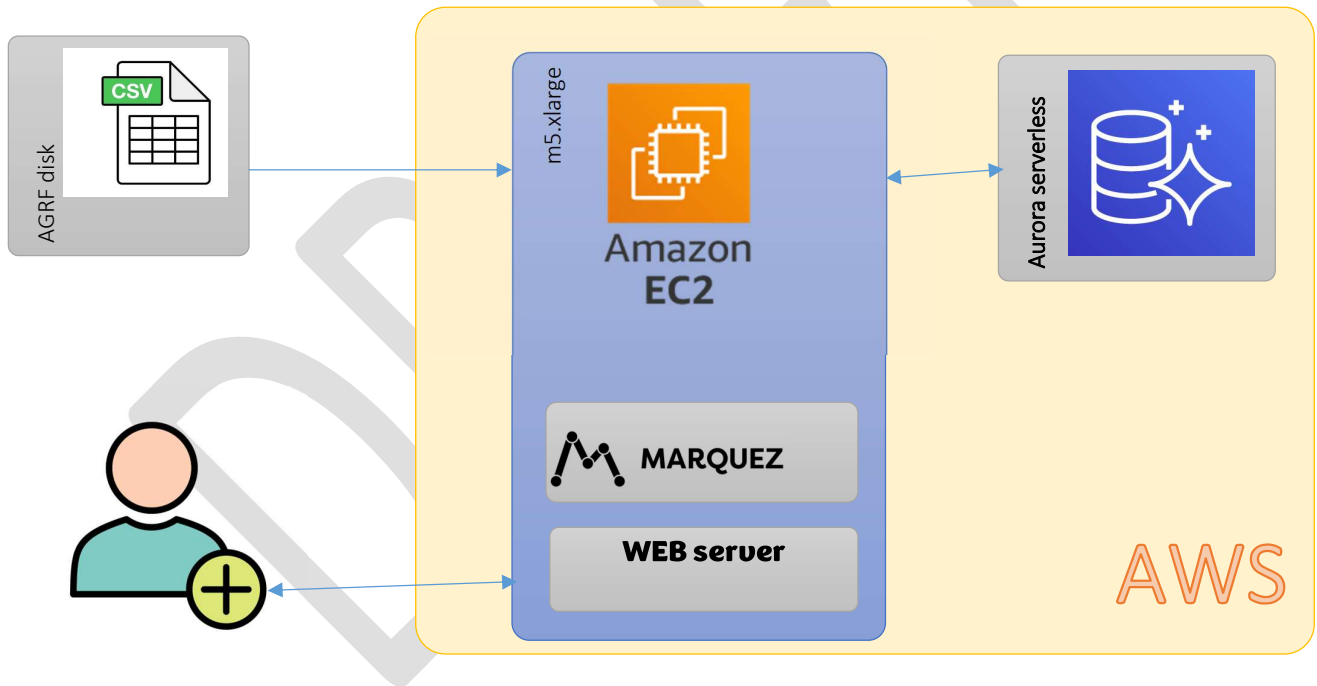 CSV
AGRF disk
m5.xlarge
Amazon
EC2
Aurora serverless
MARQUEZ
WEB server
AWS